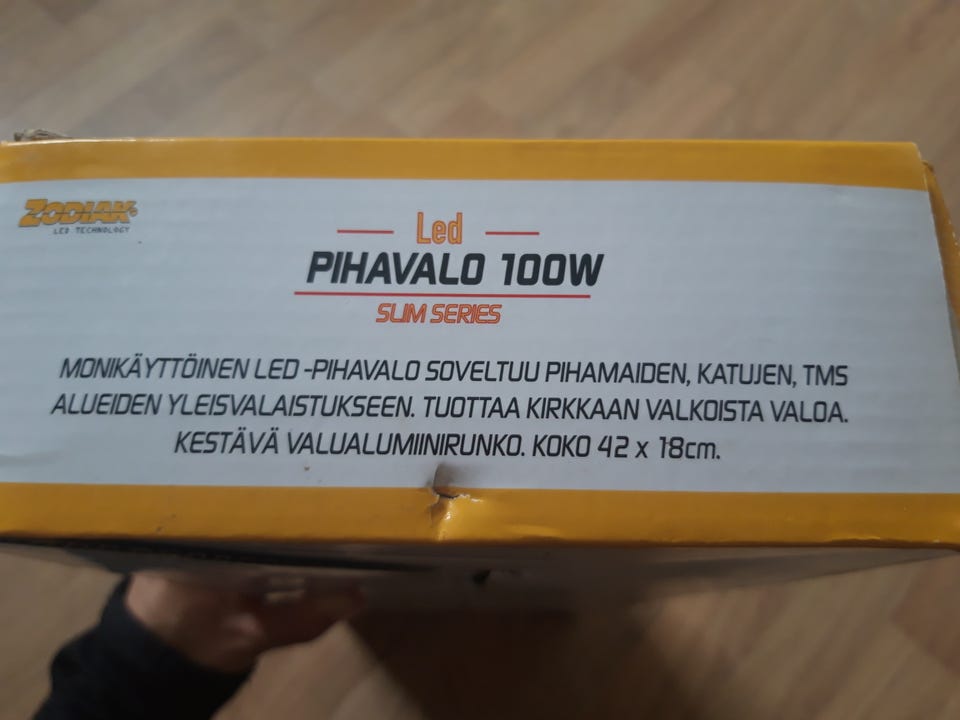 ZODIAK
LED TECHNOLOGY
Led
PIHAVALO 100W
SLIM SERIES
MONIKÄYTTÖINEN LED -PIHAVALO SOVELTUU PIHAMAIDEN, KATUJEN, TMS
ALUEIDEN YLEISVALAISTUKSEEN. TUOTTAA KIRKKAAN VALKOISTA VALOA.
KESTÄVÄ VALUALUMIINIRUNKO. KOKO 42 x 18cm.